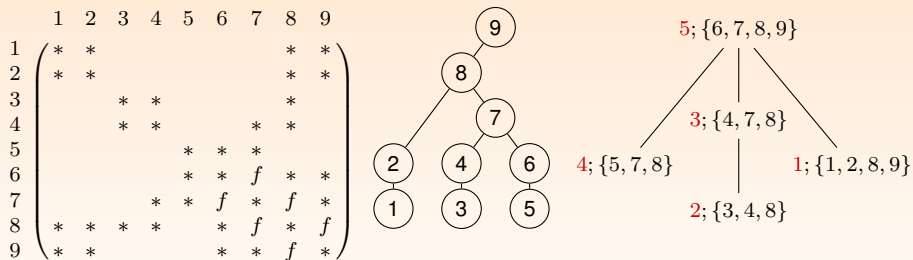 1 2 3 4 5 6 7 8 9
1 * * * *
2 * * * *
3 * * *
4 * * * *
5 * * *
6 * * f * *
7 * * f * f *
8 * * * * * f * f
9 * * * * f *
9
8
7
2 4 6
1 3 5
5; {6, 7, 8, 9}
3; {4, 7, 8}
4; {5, 7, 8} 1; {1, 2, 8, 9}
2; {3, 4, 8}